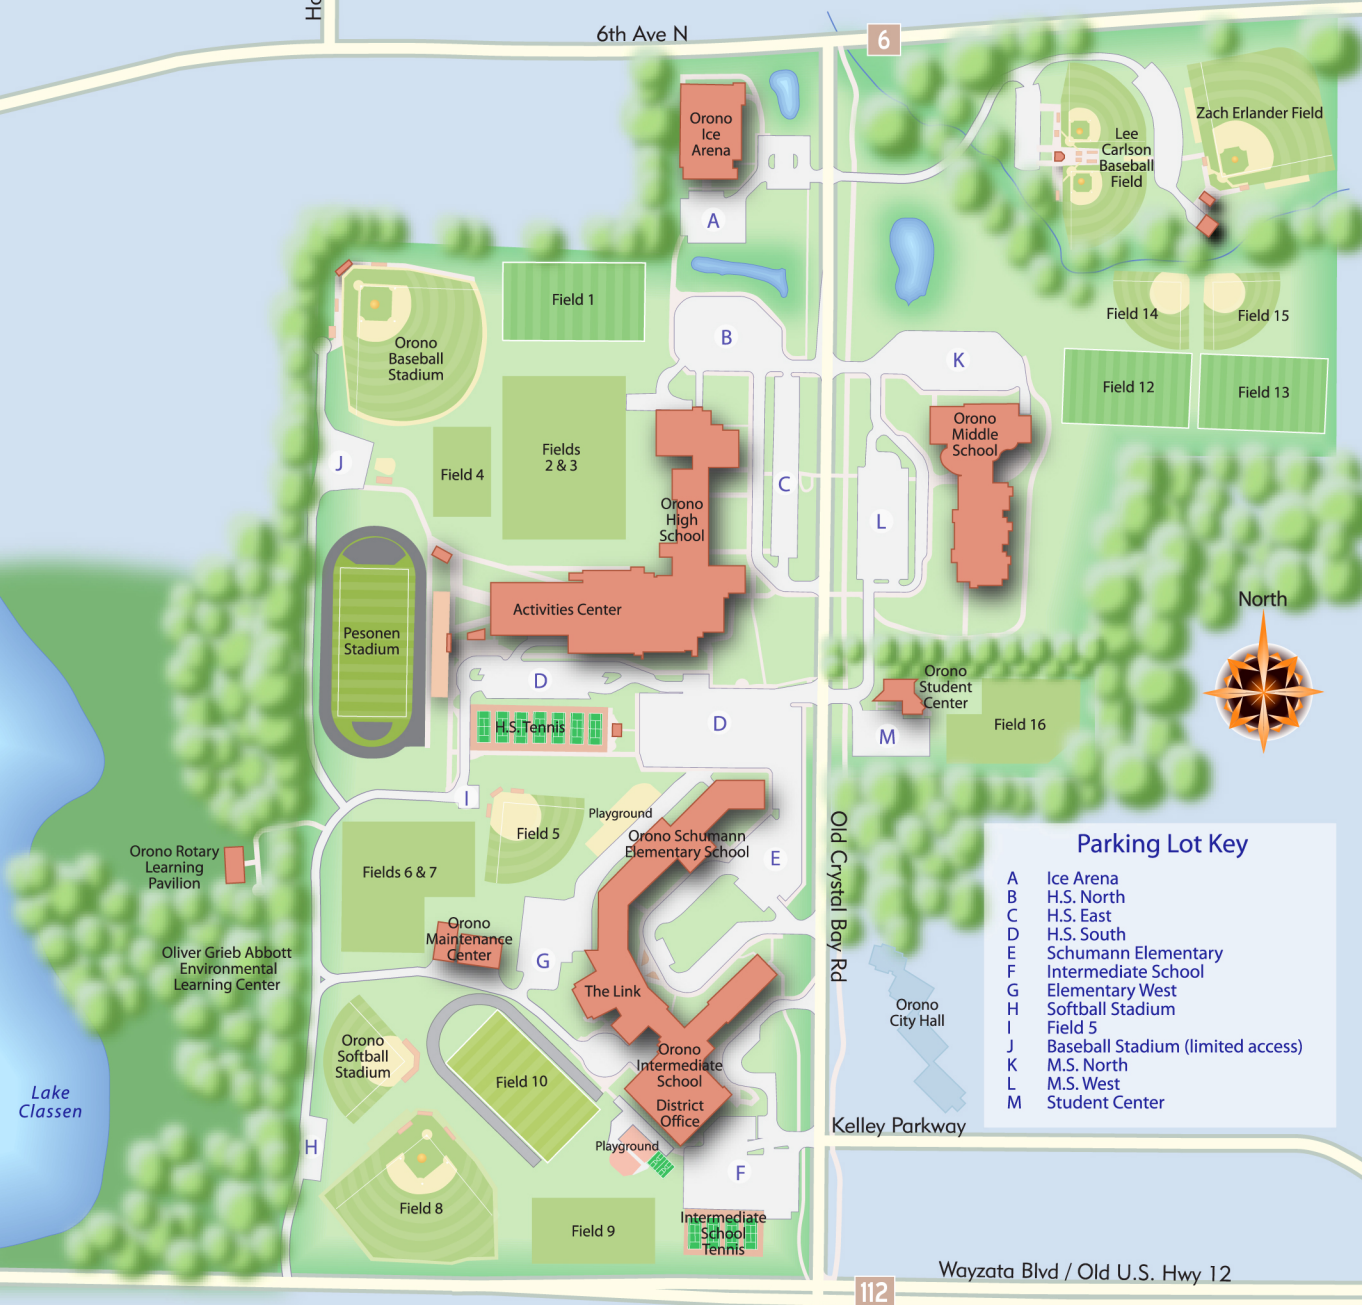 Ho
6th Ave N
6
Orono
Ice
Arena
A
Lee
Carlson
Baseball
Field
Zach Erlander Field
Field 1
B
Orono
Baseball
Stadium
Field 14
Field 15
K
Field 12
Field 13
Orono
Middle
School
J
Field 4
Fields
2 & 3
C
Orono
High
School
L
Activities Center
Pesonen
Stadium
North
D
Orono
Student
Center
H.S. Tennis
D
M
Field 16
I
Field 5
Playground
Orono Schumann
Elementary School
E
Old Crystal Bay Rd
Orono Rotary
Learning
Pavilion
Fields 6 & 7
Orono
Maintenance
Center
G
Oliver Grieb Abbott
Environmental
Learning Center
The Link
Orono
City Hall
Orono
Softball
Stadium
Field 10
Orono
Intermediate
School
District
Office
Lake
Classen
H
Playground
F
Kelley Parkway
Field 8
Field 9
Intermediate
School
Tennis
Wayzata Blvd / Old U.S. Hwy 12
112
Parking Lot Key
A Ice Arena
B H.S. North
C H.S. East
D H.S. South
E Schumann Elementary
F Intermediate School
G Elementary West
H Softball Stadium
I Field 5
J Baseball Stadium (limited access)
K M.S. North
L M.S. West
M Student Center